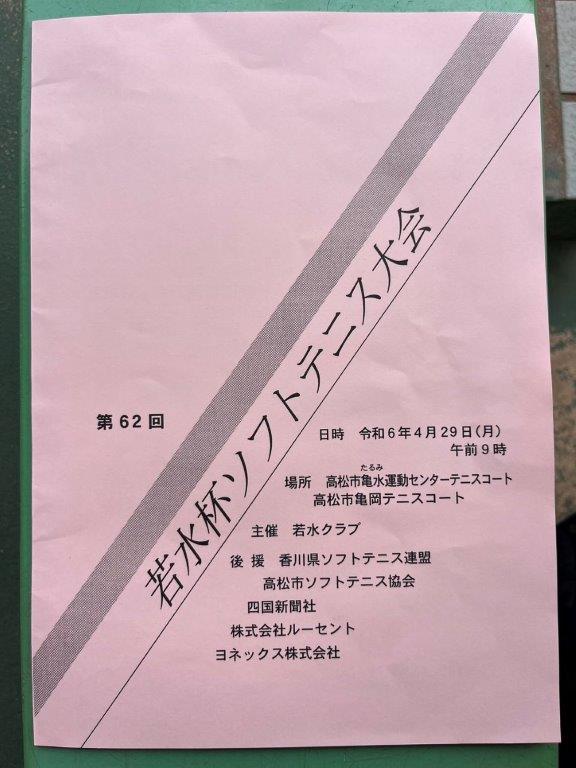 第62回
若水杯ソフトテニス大会
日時 令和6年4月29日(月)
午前9時
たるみ
場所 高松市亀水運動センターテニスコート
高松市亀岡テニスコート
主催 若水クラブ
後援 香川県ソフトテニス連盟
高松市ソフトテニス協会
四国新聞社
株式会社ルーセント
ヨネックス株式会社